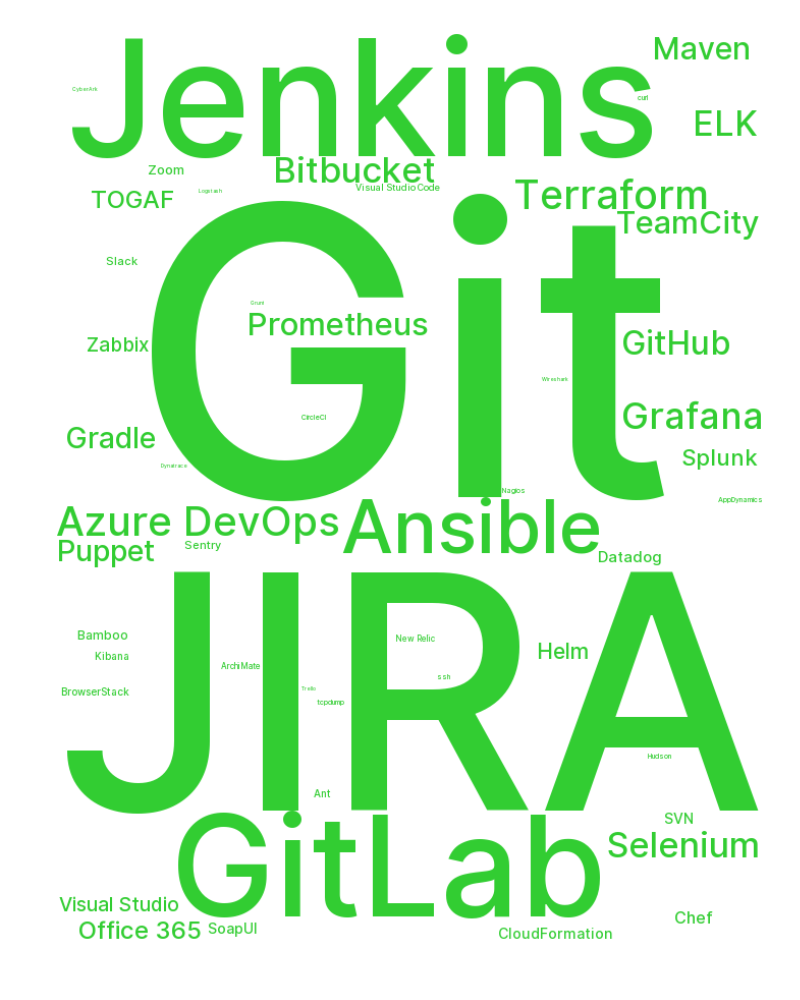 Jenkins
Maven
CyberArk
curl
ELK
Bitbucket
Zoom
Visual Studio Code
Logstash
TOGAF
Terraform
TeamCity
Git
Slack
Grunt
Prometheus
Zabbix
GitHub
Wireshark
CircleCI
Grafana
Gradle
Splunk
Dynatrace
Nagios
AppDynamics
Azure DevOps
Ansible
Puppet
Sentry
Datadog
JIRA
Bamboo
New Relic
Helm
Kibana
ArchiMate
ssh
BrowserStack
tcpdump
Hudson
Ant
GitLab
SVN
Selenium
Visual Studio
Chef
Office 365
SoapUI
CloudFormation